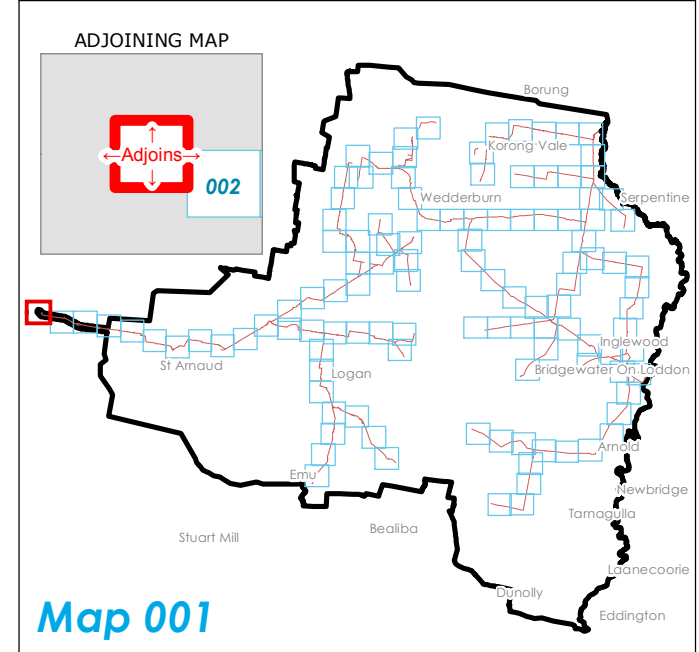 ADJOINING MAP
Adjoins
002
Borung
Korong Vale
Wedderburn
Serpentine
Inglewood
St Arnaud
Logan
Bridgewater On Loddon
Arnold
Emu
Newbridge
Tarnagulla
Bealiba
Stuart Mill
Laanecoorie
Dunolly
Eddington
Map 001